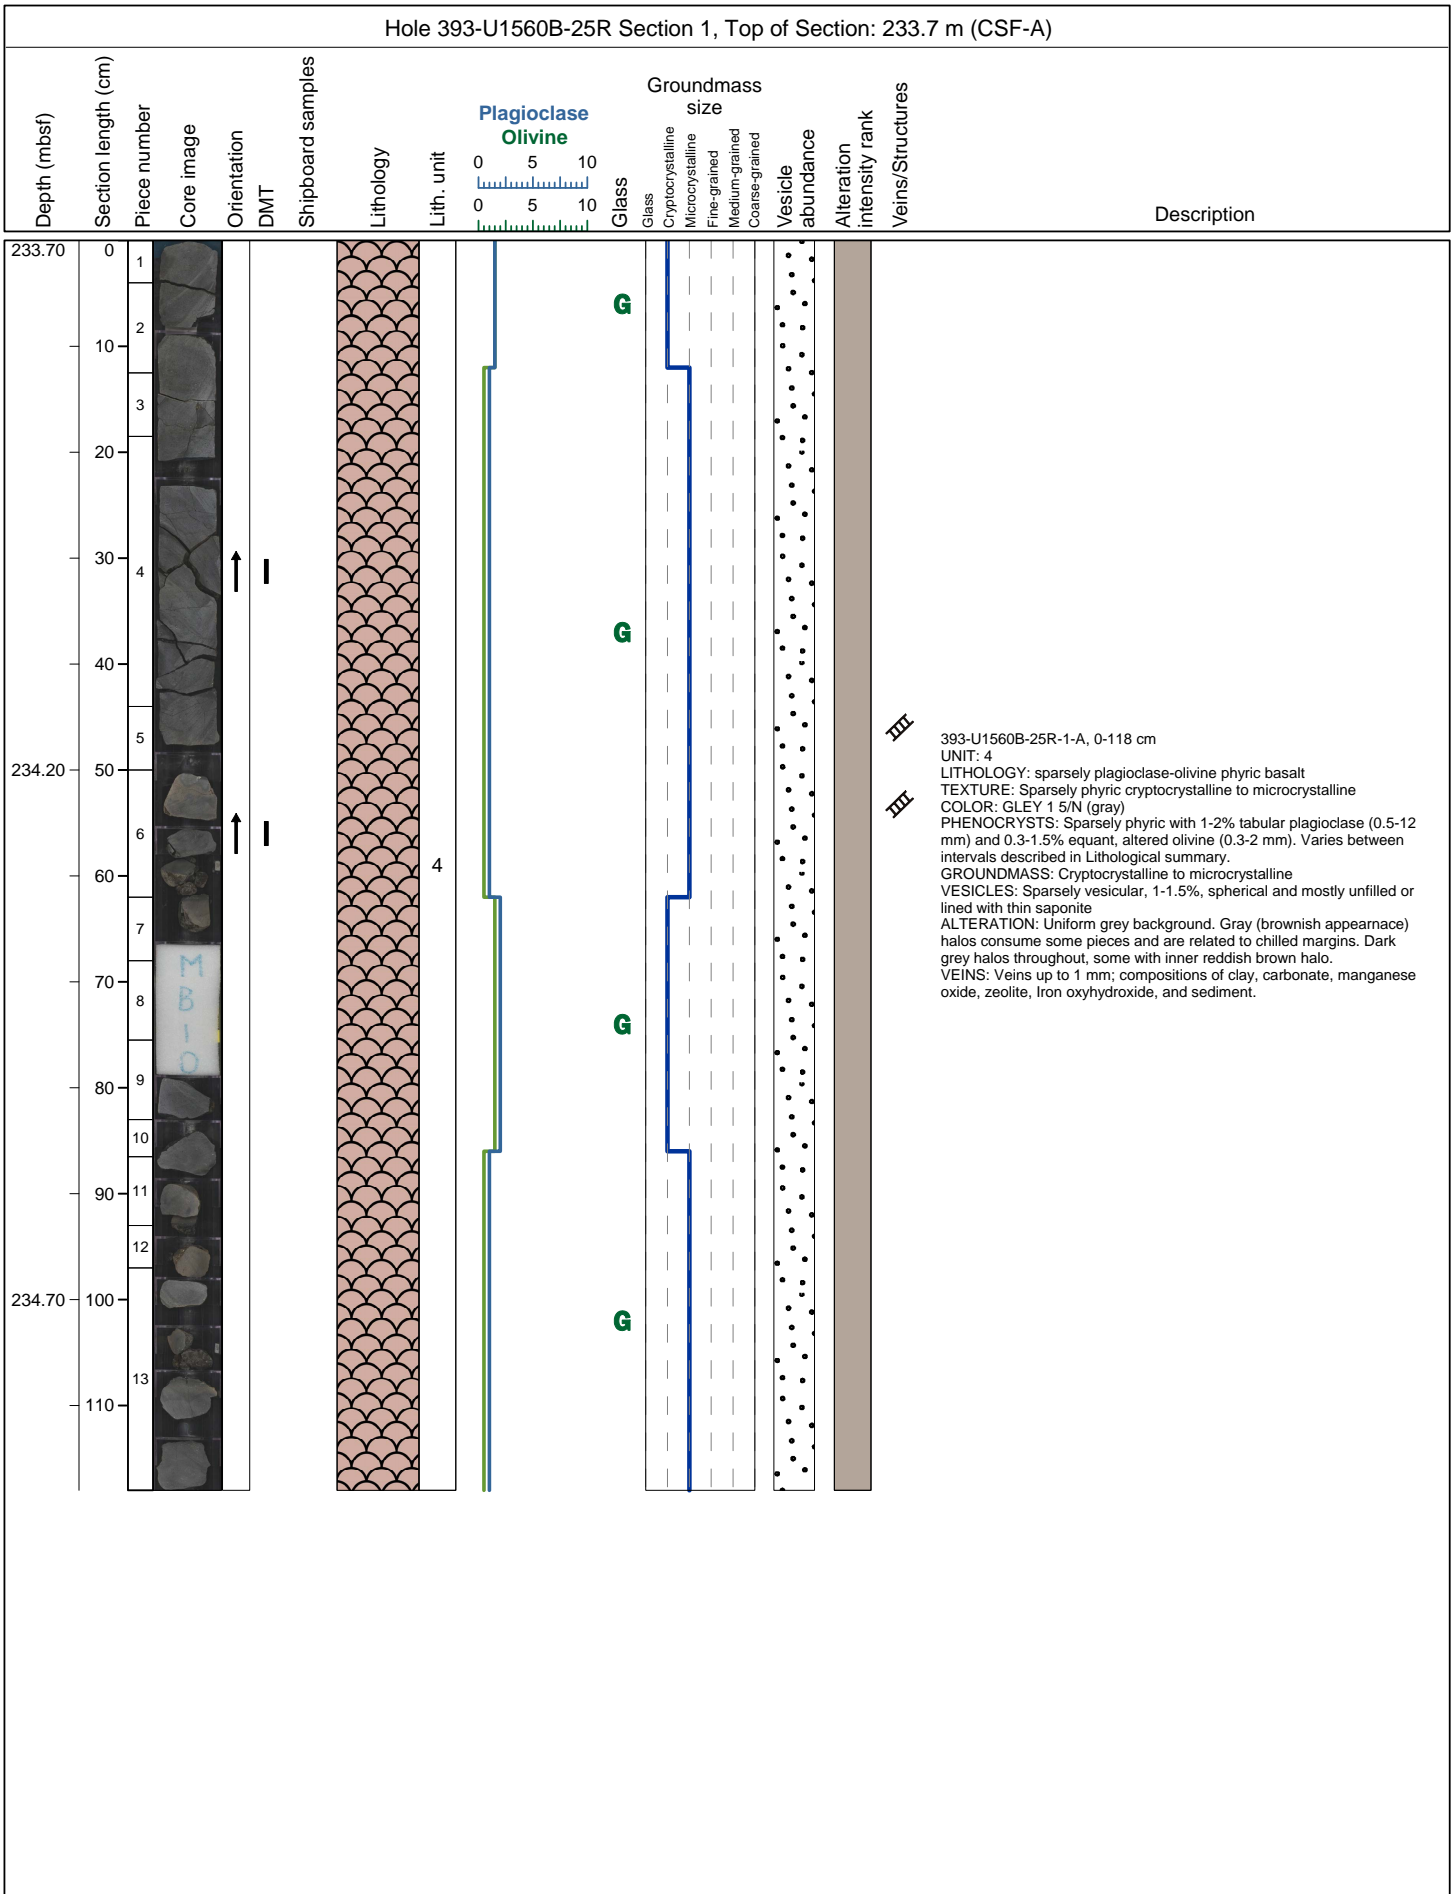 Hole 393-U1560B-25R Section 1, Top of Section: 233.7 m (CSF-A)
Depth (mbsf)
Section length (cm)
Piece number
Core image
Orientation
DMT
Shipboard samples
Lithology
Lith. unit
Plagioclase
Olivine
0 5 10
0 5 10
Glass
Groundmass
size
Glass
Cryptocrystalline
Microcrystalline
Fine-grained
Medium-grained
Coarse-grained
Vesicle
abundance
Alteration
intensity rank
Veins/Structures
Description
233.70
234.20
234.70
0
10
20
30
40
50
60
70
80
90
100
110
1
2
3
4
5
6
7
8
9
10
11
12
13
M
B
I
O
4
G
G
G
G
393-U1560B-25R-1-A, 0-118 cm
UNIT: 4
LITHOLOGY: sparsely plagioclase-olivine phyric basalt
TEXTURE: Sparsely phyric cryptocrystalline to microcrystalline
COLOR: GLEY 1 5/N (gray)
PHENOCRYSTS: Sparsely phyric with 1-2% tabular plagioclase (0.5-12
mm) and 0.3-1.5% equant, altered olivine (0.3-2 mm). Varies between
intervals described in Lithological summary.
GROUNDMASS: Cryptocrystalline to microcrystalline
VESICLES: Sparsely vesicular, 1-1.5%, spherical and mostly unfilled or
lined with thin saponite
ALTERATION: Uniform grey background. Gray (brownish appearnace)
halos consume some pieces and are related to chilled margins. Dark
grey halos throughout, some with inner reddish brown halo.
VEINS: Veins up to 1 mm; compositions of clay, carbonate, manganese
oxide, zeolite, Iron oxyhydroxide, and sediment.